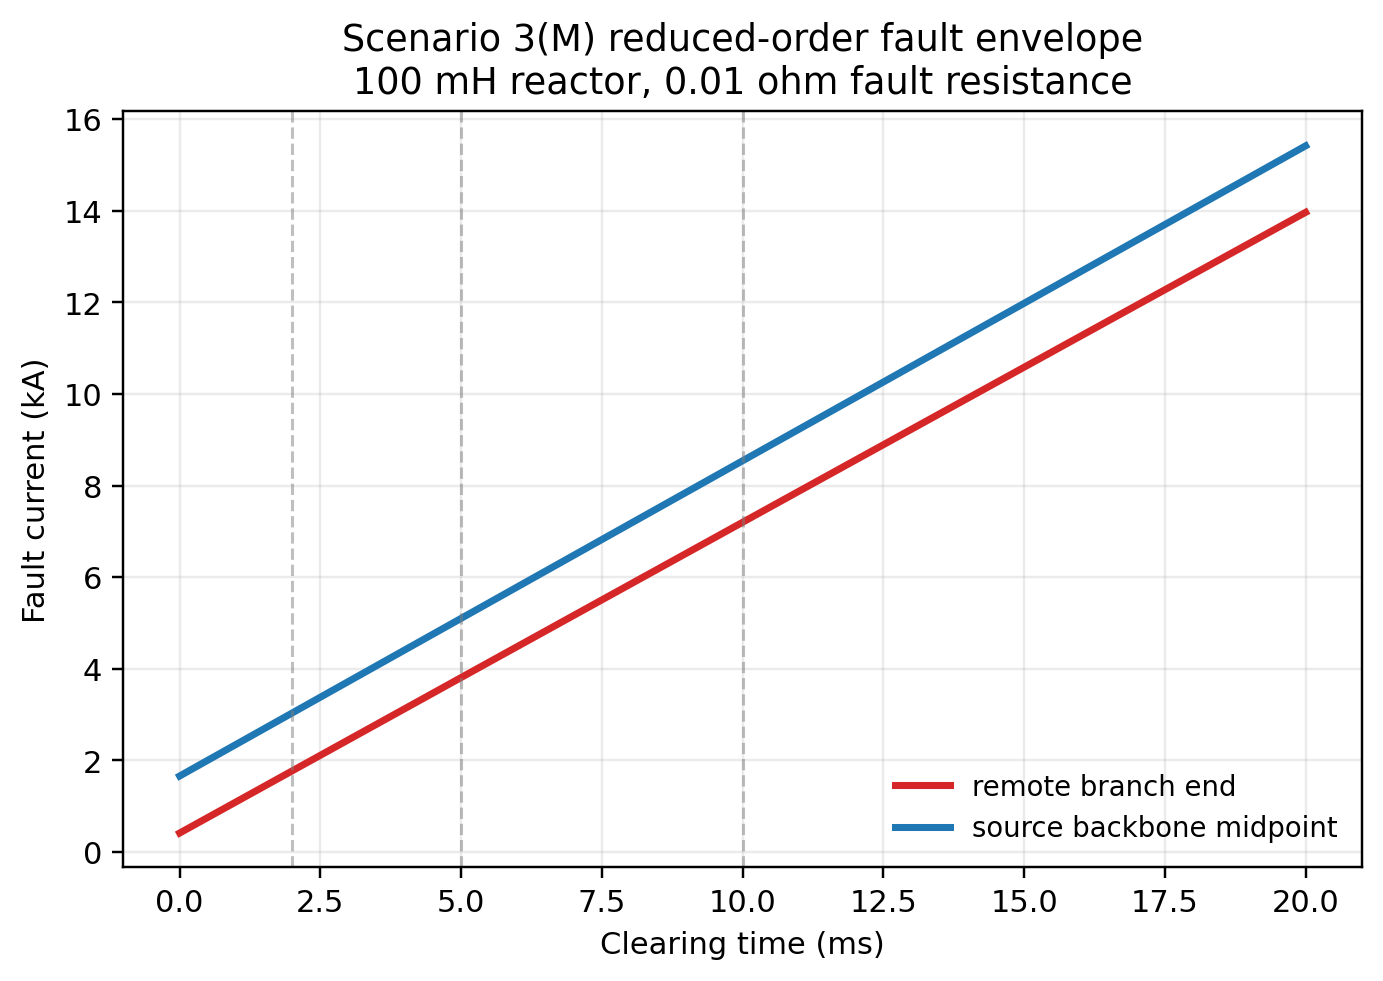 Scenario 3(M) reduced-order fault envelope
100 mH reactor, 0.01 ohm fault resistance
16
14
12
10
8
6
4
2
0
Fault current (kA)
remote branch end
source backbone midpoint
0.0 2.5 5.0 7.5 10.0 12.5 15.0 17.5 20.0
Clearing time (ms)